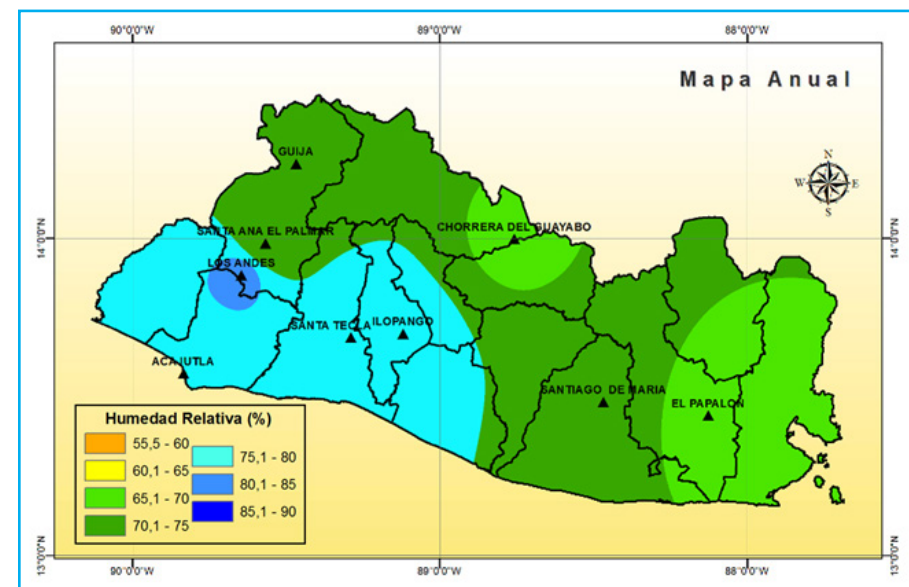 90°0'0"W 89°0'0"W 88°0'0"W
Mapa Anual
N
W E
S
GUIJA
14°0'0"N 14°0'0"N
CHORRERA DEL GUAYABO
SANTA ANA EL PALMAR
LOS ANDES
SANTA TECLA ILOPANGO
ACAJUTLA
SANTIAGO DE MARIA
EL PAPALON
Humedad Relativa (%)
55,5 - 60
60,1 - 65
65,1 - 70
70,1 - 75
75,1 - 80
80,1 - 85
85,1 - 90
13°0'0"N 13°0'0"N
90°0'0"W 89°0'0"W 88°0'0"W